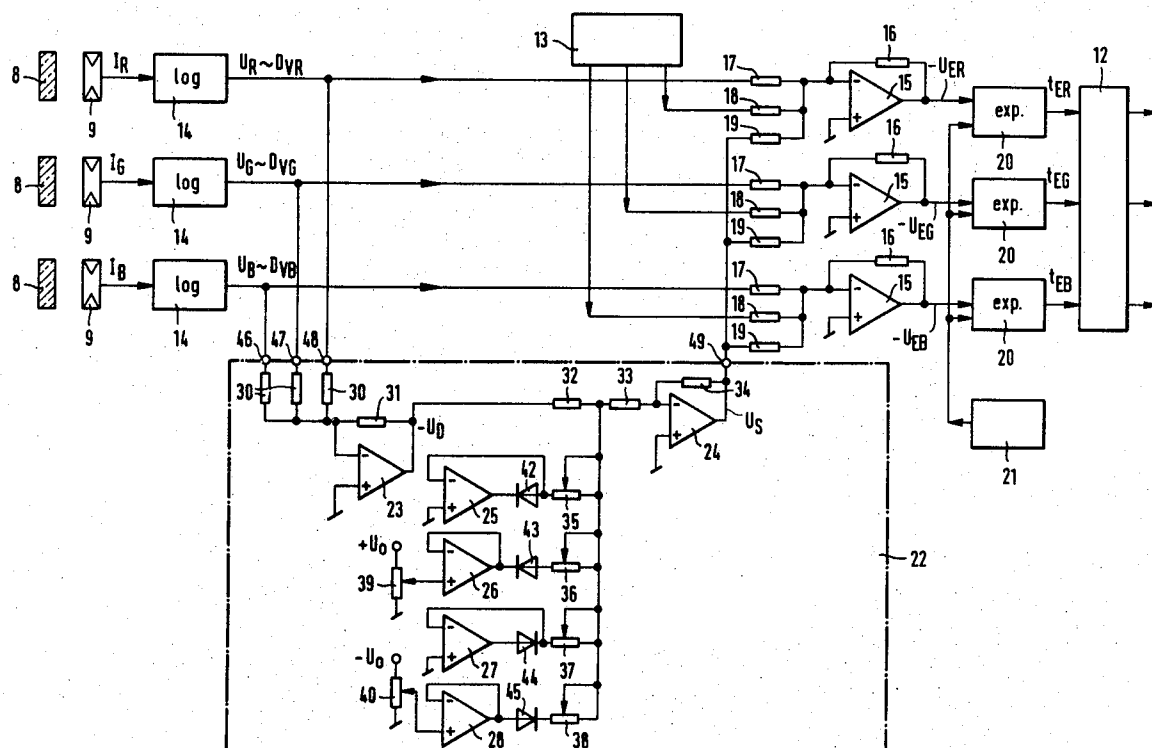 13
16
12
8
I_R
log
U_R~D_VR
17
15
-U_ER
t_ER
18
exp.
9
14
19
20
16
8
I_G
log
U_G~D_VG
17
15
t_EG
18
exp.
9
14
19
-U_EG
20
16
8
I_B
log
U_B~D_VB
17
15
t_EB
18
exp.
9
14
19
-U_EB
20
46
47
48
49
30
30
31
32
33
34
-U_D
U_S
21
23
24
42
25
35
43
+U_0
39
26
36
22
27
44
37
-U_0
40
45
28
38